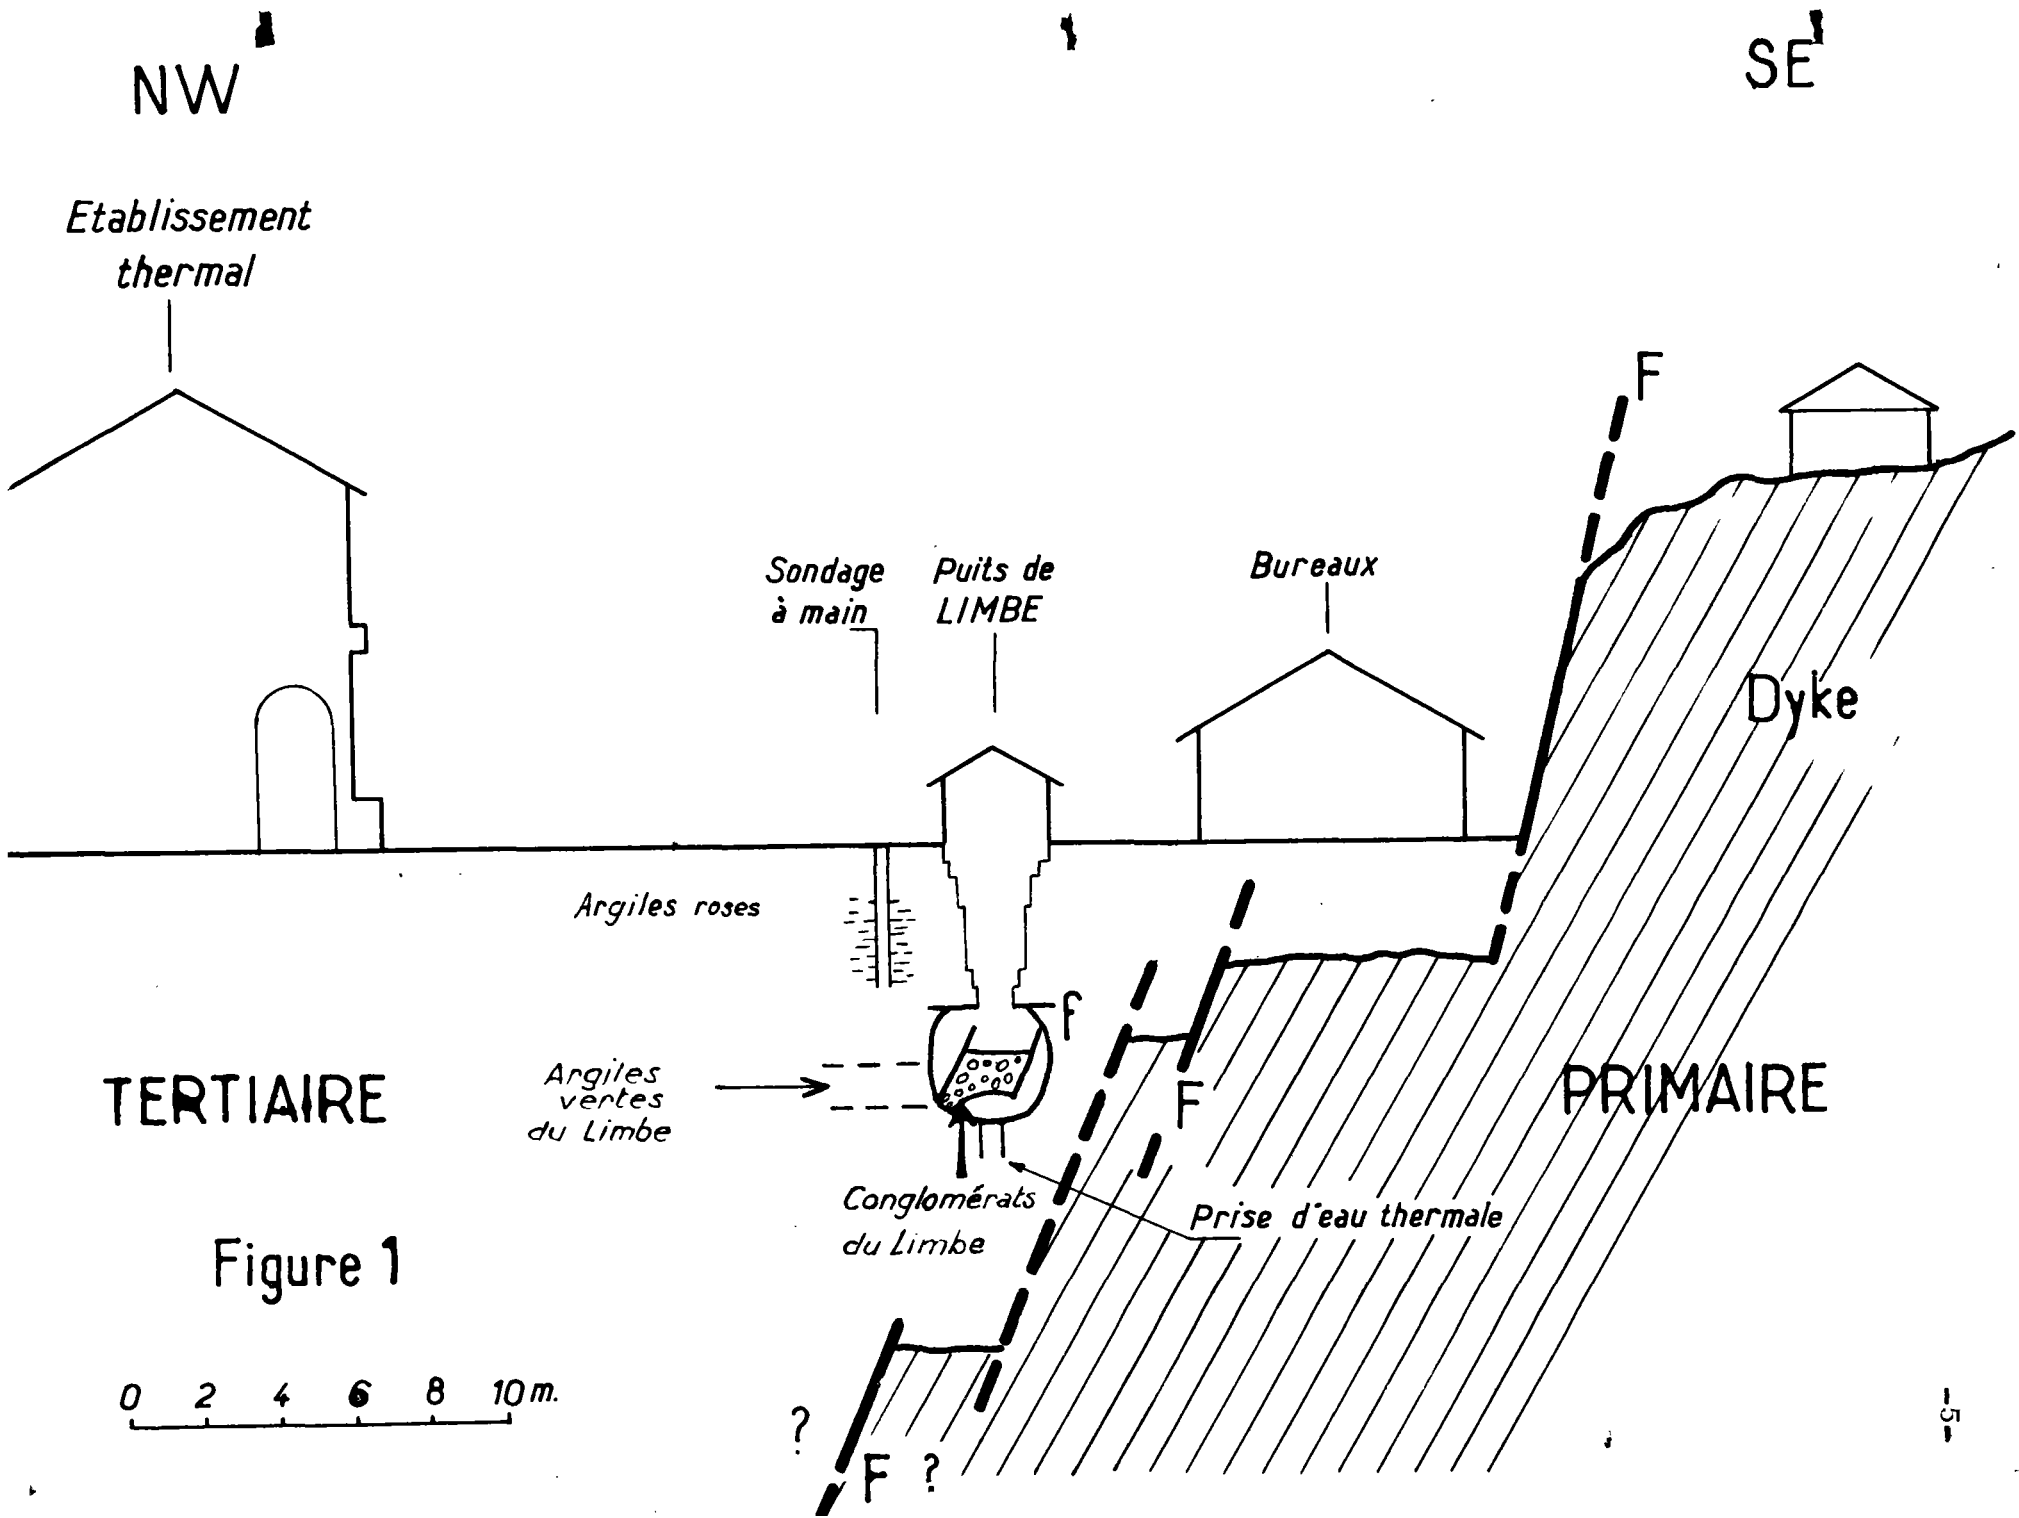 NW
SE
Etablissement
thermal
F
Sondage
à main
Puits de
LIMBE
Bureaux
Dyke
Argiles roses
f
TERTIAIRE
Argiles
vertes
du Limbe
F
PRIMAIRE
Conglomérats
du Limbe
Prise d'eau thermale
Figure 1
0 2 4 6 8 10 m.
?
F ?
-5-